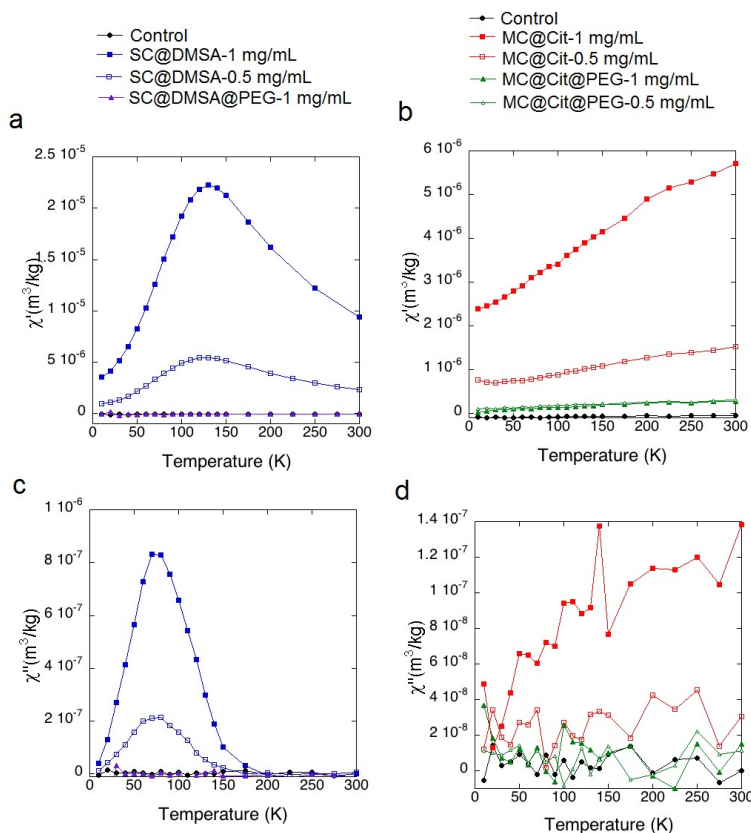 Control
SC@DMSA-1 mg/mL
SC@DMSA-0.5 mg/mL
SC@DMSA@PEG-1 mg/mL
Control
MC@Cit-1 mg/mL
MC@Cit-0.5 mg/mL
MC@Cit@PEG-1 mg/mL
MC@Cit@PEG-0.5 mg/mL
a
2.5 10⁻⁵
2 10⁻⁵
1.5 10⁻⁵
1 10⁻⁵
5 10⁻⁶
0
χ'(m³/kg)
0 50 100 150 200 250 300
Temperature (K)
b
6 10⁻⁶
5 10⁻⁶
4 10⁻⁶
3 10⁻⁶
2 10⁻⁶
1 10⁻⁶
0
χ'(m³/kg)
0 50 100 150 200 250 300
Temperature (K)
c
1 10⁻⁶
8 10⁻⁷
6 10⁻⁷
4 10⁻⁷
2 10⁻⁷
0
χ"(m³/kg)
0 50 100 150 200 250 300
Temperature (K)
d
1.4 10⁻⁷
1.2 10⁻⁷
1 10⁻⁷
8 10⁻⁸
6 10⁻⁸
4 10⁻⁸
2 10⁻⁸
0
χ"(m³/kg)
0 50 100 150 200 250 300
Temperature (K)